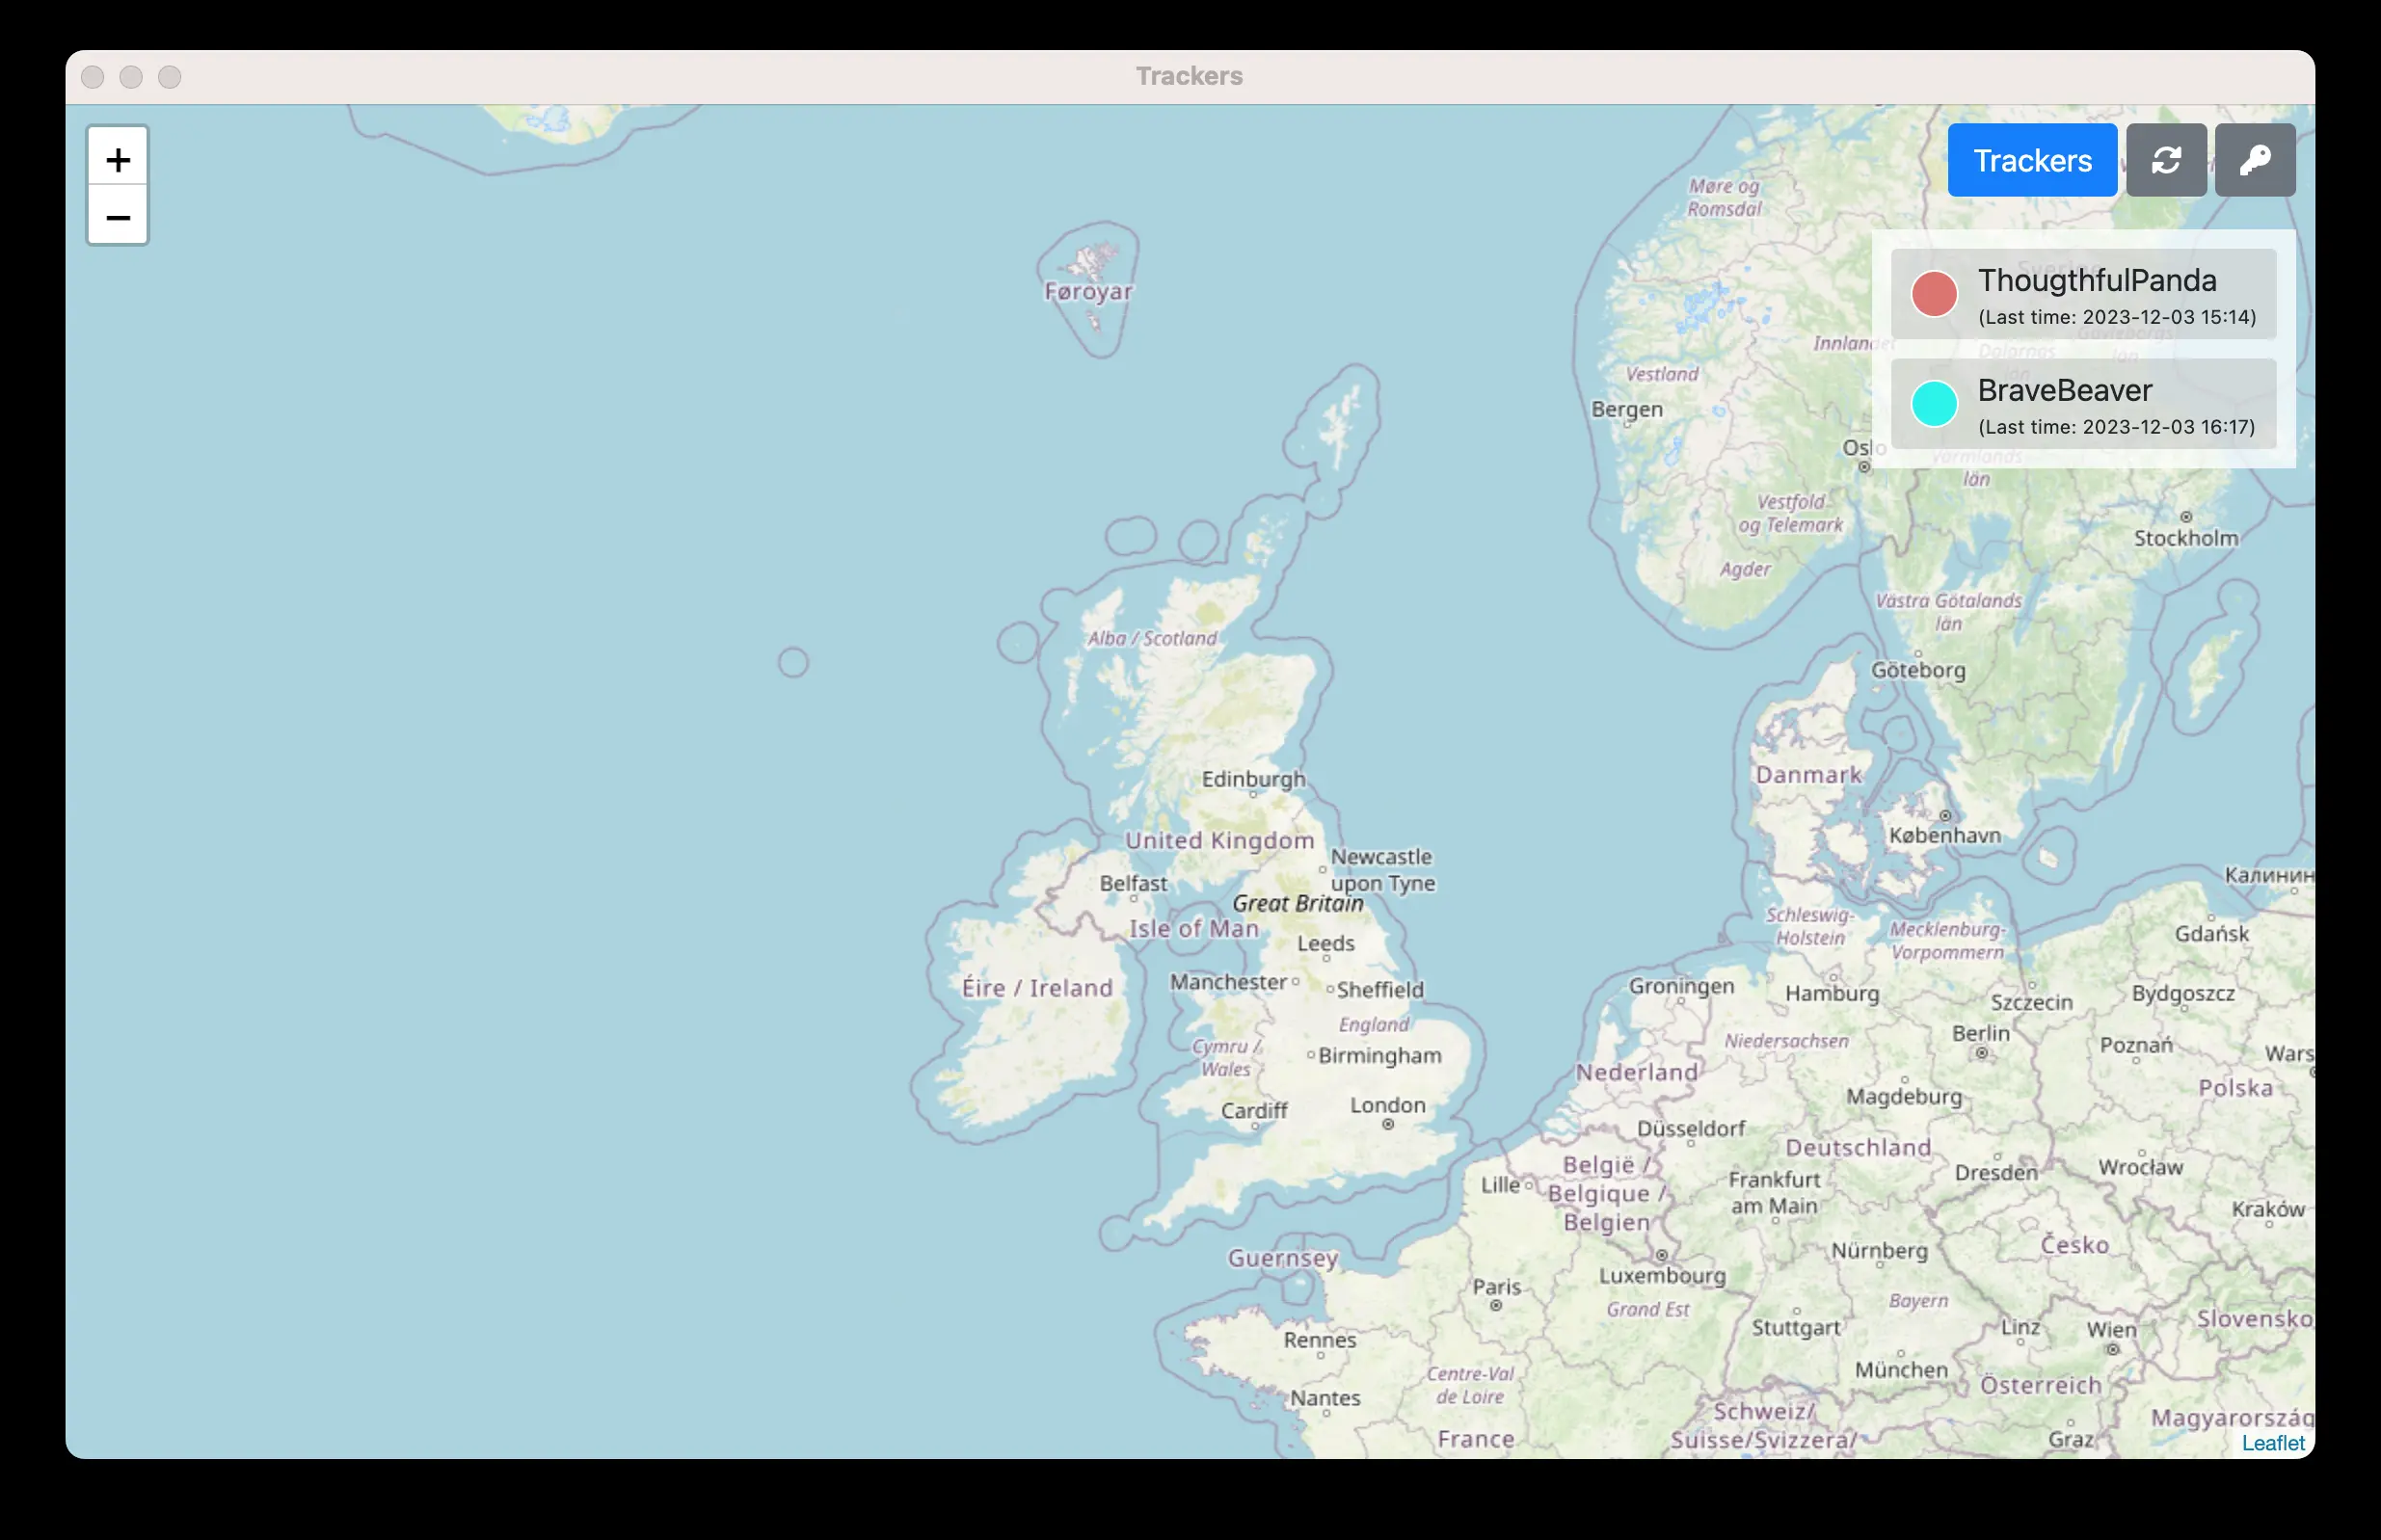 Trackers
+
−
Trackers
ThougthfulPanda
(Last time: 2023-12-03 15:14)
BraveBeaver
(Last time: 2023-12-03 16:17)
Møre og
Romsdal
Føroyar
Innlandet
Vestland
Bergen
Oslo
Värmlands
län
Vestfold
og Telemark
Stockholm
Agder
Västra Götalands
län
Alba / Scotland
Göteborg
Edinburgh
Danmark
United Kingdom
København
Newcastle
upon Tyne
Belfast
Калинин
Great Britain
Isle of Man
Schleswig-
Holstein
Mecklenburg-
Vorpommern
Gdańsk
Leeds
Manchester
Sheffield
Éire / Ireland
Groningen
Hamburg
Szczecin
Bydgoszcz
England
Berlin
Niedersachsen
Poznań
Cymru /
Wales
Birmingham
Wars
Nederland
Polska
Magdeburg
Cardiff
London
Düsseldorf
Deutschland
België /
Belgique /
Belgien
Lille
Frankfurt
am Main
Dresden
Wrocław
Kraków
Guernsey
Nürnberg
Česko
Luxembourg
Paris
Grand Est
Bayern
Slovensko
Stuttgart
Linz
Wien
Rennes
München
Centre-Val
de Loire
Österreich
Nantes
Schweiz/
Suisse/Svizzera/
Magyarország
France
Graz
Leaflet